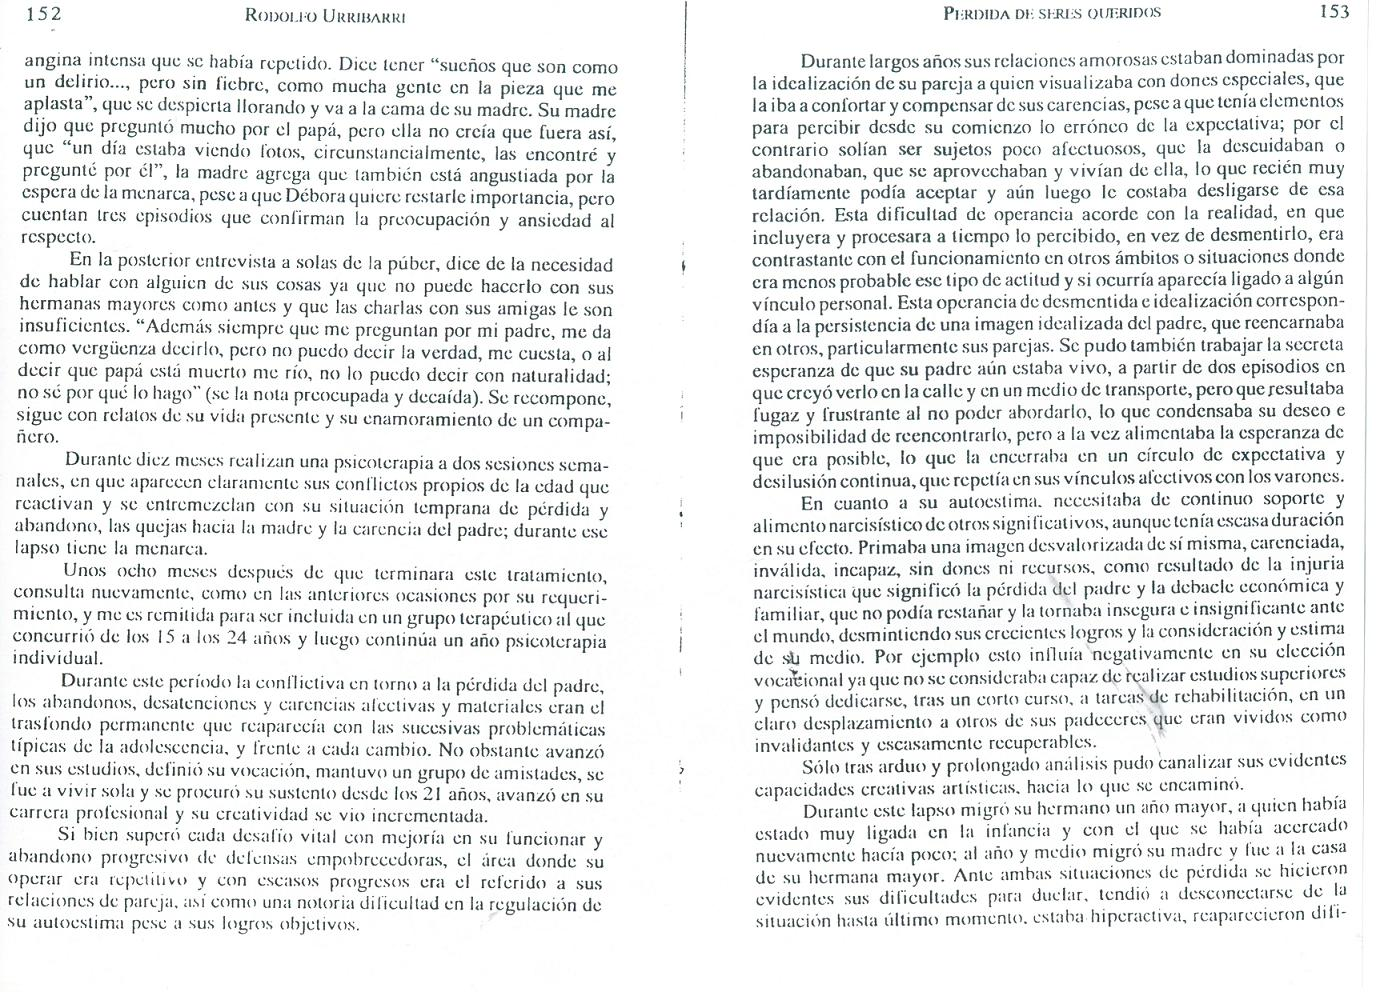 152
RODOLFO URRIBARRI
angina intensa que se había repetido. Dice tener “sueños que son como
un delirio..., pero sin fiebre, como mucha gente en la pieza que me
aplasta”, que se despierta llorando y va a la cama de su madre. Su madre
dijo que preguntó mucho por el papá, pero ella no creía que fuera así,
que “un día estaba viendo fotos, circunstancialmente, las encontré y
pregunté por él”, la madre agrega que también está angustiada por la
espera de la menarca, pese a que Débora quiere restarle importancia, pero
cuentan tres episodios que confirman la preocupación y ansiedad al
respecto.
En la posterior entrevista a solas de la púber, dice de la necesidad
de hablar con alguien de sus cosas ya que no puede hacerlo con sus
hermanas mayores como antes y que las charlas con sus amigas le son
insuficientes. “Además siempre que me preguntan por mi padre, me da
como vergüenza decirlo, pero no puedo decir la verdad, me cuesta, o al
decir que papá está muerto me río, no lo puedo decir con naturalidad;
no sé por qué lo hago” (se la nota preocupada y decaída). Se recompone,
sigue con relatos de su vida presente y su enamoramiento de un compa-
ñero.
Durante diez meses realizan una psicoterapia a dos sesiones sema-
nales, en que aparecen claramente sus conflictos propios de la edad que
reactivan y se entremezclan con su situación temprana de pérdida y
abandono, las quejas hacia la madre y la carencia del padre; durante ese
lapso tiene la menarca.
Unos ocho meses después de que terminara este tratamiento,
consulta nuevamente, como en las anteriores ocasiones por su requeri-
miento, y me es remitida para ser incluida en un grupo terapéutico al que
concurrió de los 15 a los 24 años y luego continúa un año psicoterapia
individual.
Durante este período la conflictiva en torno a la pérdida del padre,
los abandonos, desatenciones y carencias afectivas y materiales eran el
trasfondo permanente que reaparecía con las sucesivas problemáticas
típicas de la adolescencia, y frente a cada cambio. No obstante avanzó
en sus estudios, definió su vocación, mantuvo un grupo de amistades, se
fue a vivir sola y se procuró su sustento desde los 21 años, avanzó en su
carrera profesional y su creatividad se vio incrementada.
Si bien superó cada desafío vital con mejoría en su funcionar y
abandono progresivo de defensas empobrecedoras, el área donde su
operar era repetitivo y con escasos progresos era el referido a sus
relaciones de pareja, así como una notoria dificultad en la regulación de
su autoestima pese a sus logros objetivos.
PERDIDA DE SERES QUERIDOS
153
Durante largos años sus relaciones amorosas estaban dominadas por
la idealización de su pareja a quien visualizaba con dones especiales, que
la iba a confortar y compensar de sus carencias, pese a que tenía elementos
para percibir desde su comienzo lo erróneo de la expectativa; por el
contrario solían ser sujetos poco afectuosos, que la descuidaban o
abandonaban, que se aprovechaban y vivían de ella, lo que recién muy
tardíamente podía aceptar y aún luego le costaba desligarse de esa
relación. Esta dificultad de operancia acorde con la realidad, en que
incluyera y procesara a tiempo lo percibido, en vez de desmentirlo, era
contrastante con el funcionamiento en otros ámbitos o situaciones donde
era menos probable ese tipo de actitud y si ocurría aparecía ligado a algún
vínculo personal. Esta operancia de desmentida e idealización correspon-
día a la persistencia de una imagen idealizada del padre, que reencarnaba
en otros, particularmente sus parejas. Se pudo también trabajar la secreta
esperanza de que su padre aún estaba vivo, a partir de dos episodios en
que creyó verlo en la calle y en un medio de transporte, pero que resultaba
fugaz y frustrante al no poder abordarlo, lo que condensaba su deseo e
imposibilidad de reencontrarlo, pero a la vez alimentaba la esperanza de
que era posible, lo que la encerraba en un círculo de expectativa y
desilusión continua, que repetía en sus vínculos afectivos con los varones.
En cuanto a su autoestima. necesitaba de continuo soporte y
alimento narcisístico de otros significativos, aunque tenía escasa duración
en su efecto. Primaba una imagen desvalorizada de sí misma, carenciada,
inválida, incapaz, sin dones ni recursos, como resultado de la injuria
narcisística que significó la pérdida del padre y la debacle económica y
familiar, que no podía restañar y la tornaba insegura e insignificante ante
el mundo, desmintiendo sus crecientes logros y la consideración y estima
de su medio. Por ejemplo esto influía negativamente en su elección
vocacional ya que no se consideraba capaz de realizar estudios superiores
y pensó dedicarse, tras un corto curso, a tareas de rehabilitación, en un
claro desplazamiento a otros de sus padeceres que eran vividos como
invalidantes y escasamente recuperables.
Sólo tras arduo y prolongado análisis pudo canalizar sus evidentes
capacidades creativas artísticas. hacia lo que se encaminó.
Durante este lapso migró su hermano un año mayor, a quien había
estado muy ligada en la infancia y con el que se había acercado
nuevamente hacía poco; al año y medio migró su madre y fue a la casa
de su hermana mayor. Ante ambas situaciones de pérdida se hicieron
evidentes sus dificultades para duelar, tendió a desconectarse de la
situación hasta último momento. estaba hiperactiva, reaparecieron difi-